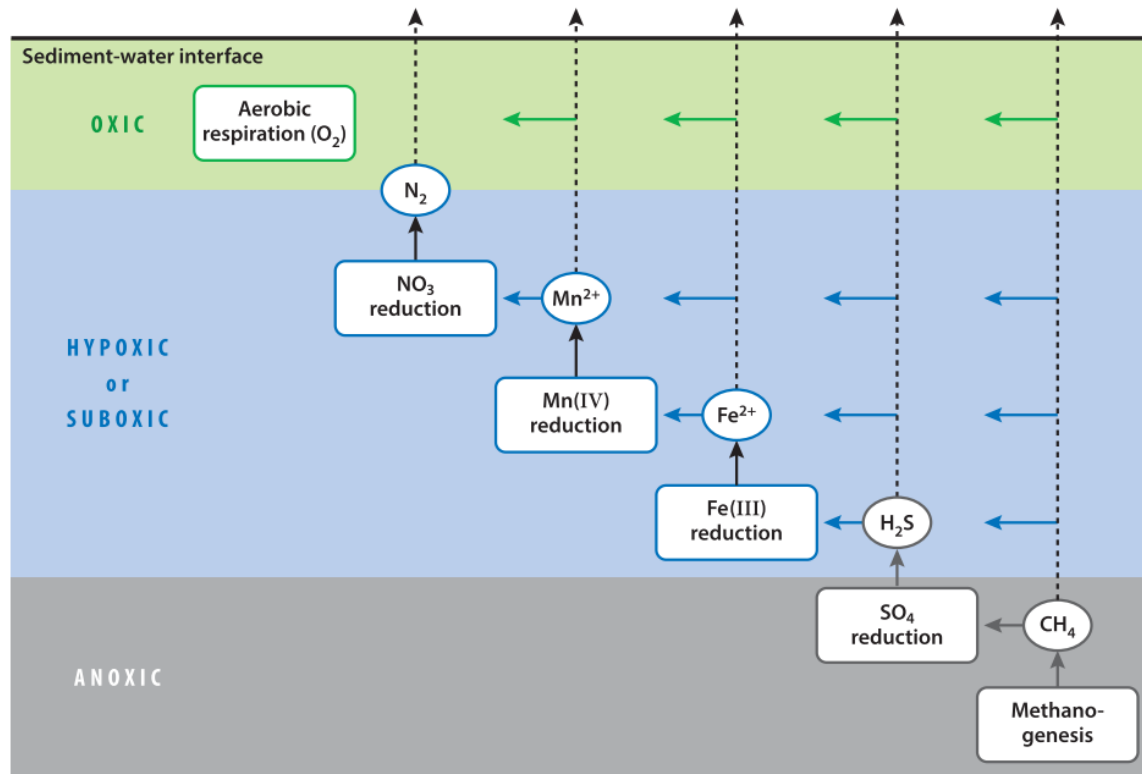 Sediment-water interface
OXIC
Aerobic
respiration (O₂)
N₂
NO₃
reduction
Mn²⁺
HYPOXIC
or
SUBOXIC
Mn(IV)
reduction
Fe²⁺
Fe(III)
reduction
H₂S
SO₄
reduction
CH₄
ANOXIC
Methano-
genesis